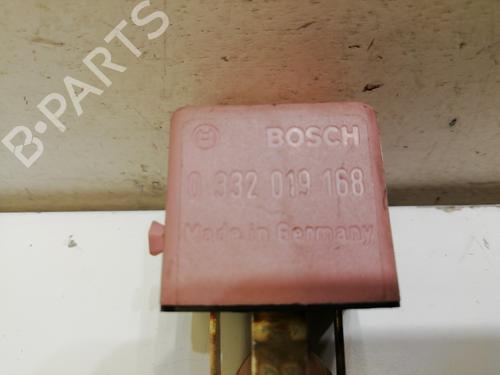 B-PARTS
BOSCH
0 332 019 168
Made in Germany